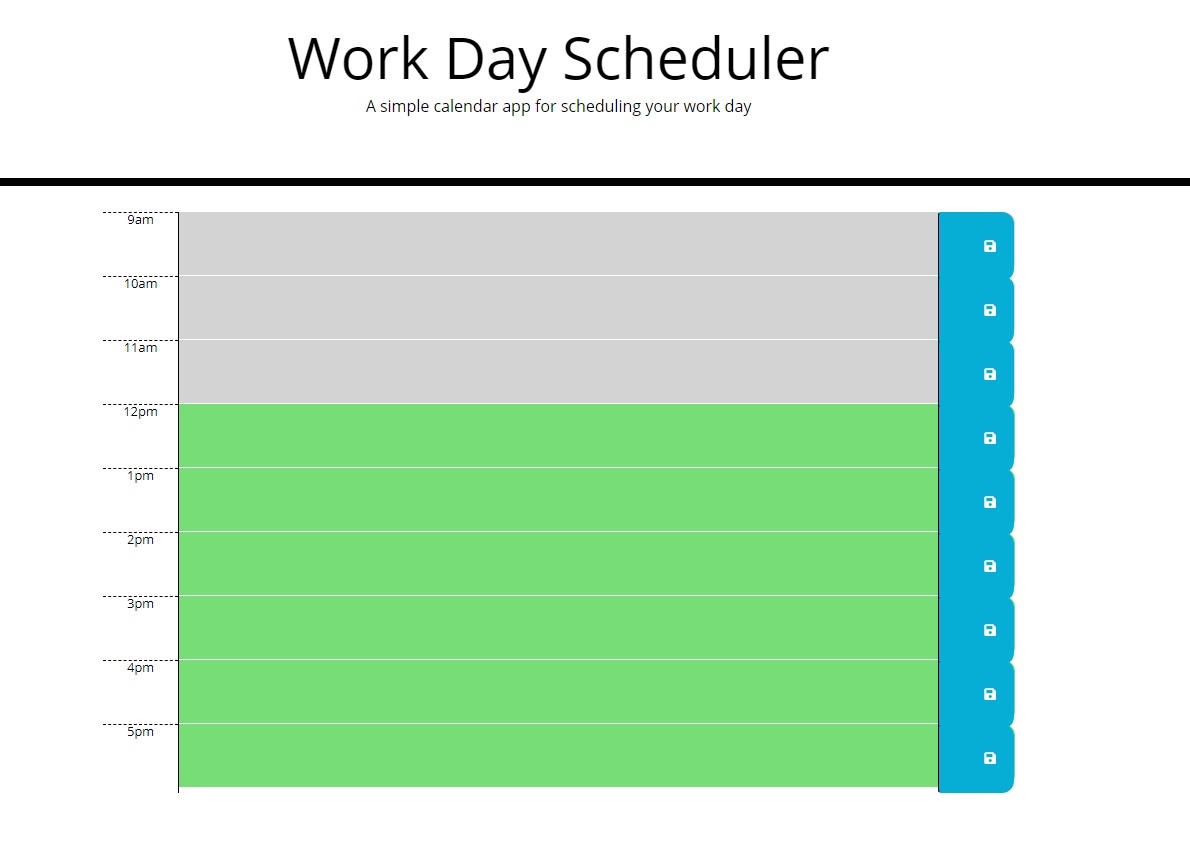 Work Day Scheduler
A simple calendar app for scheduling your work day
9am
10am
11am
12pm
1pm
2pm
3pm
4pm
5pm